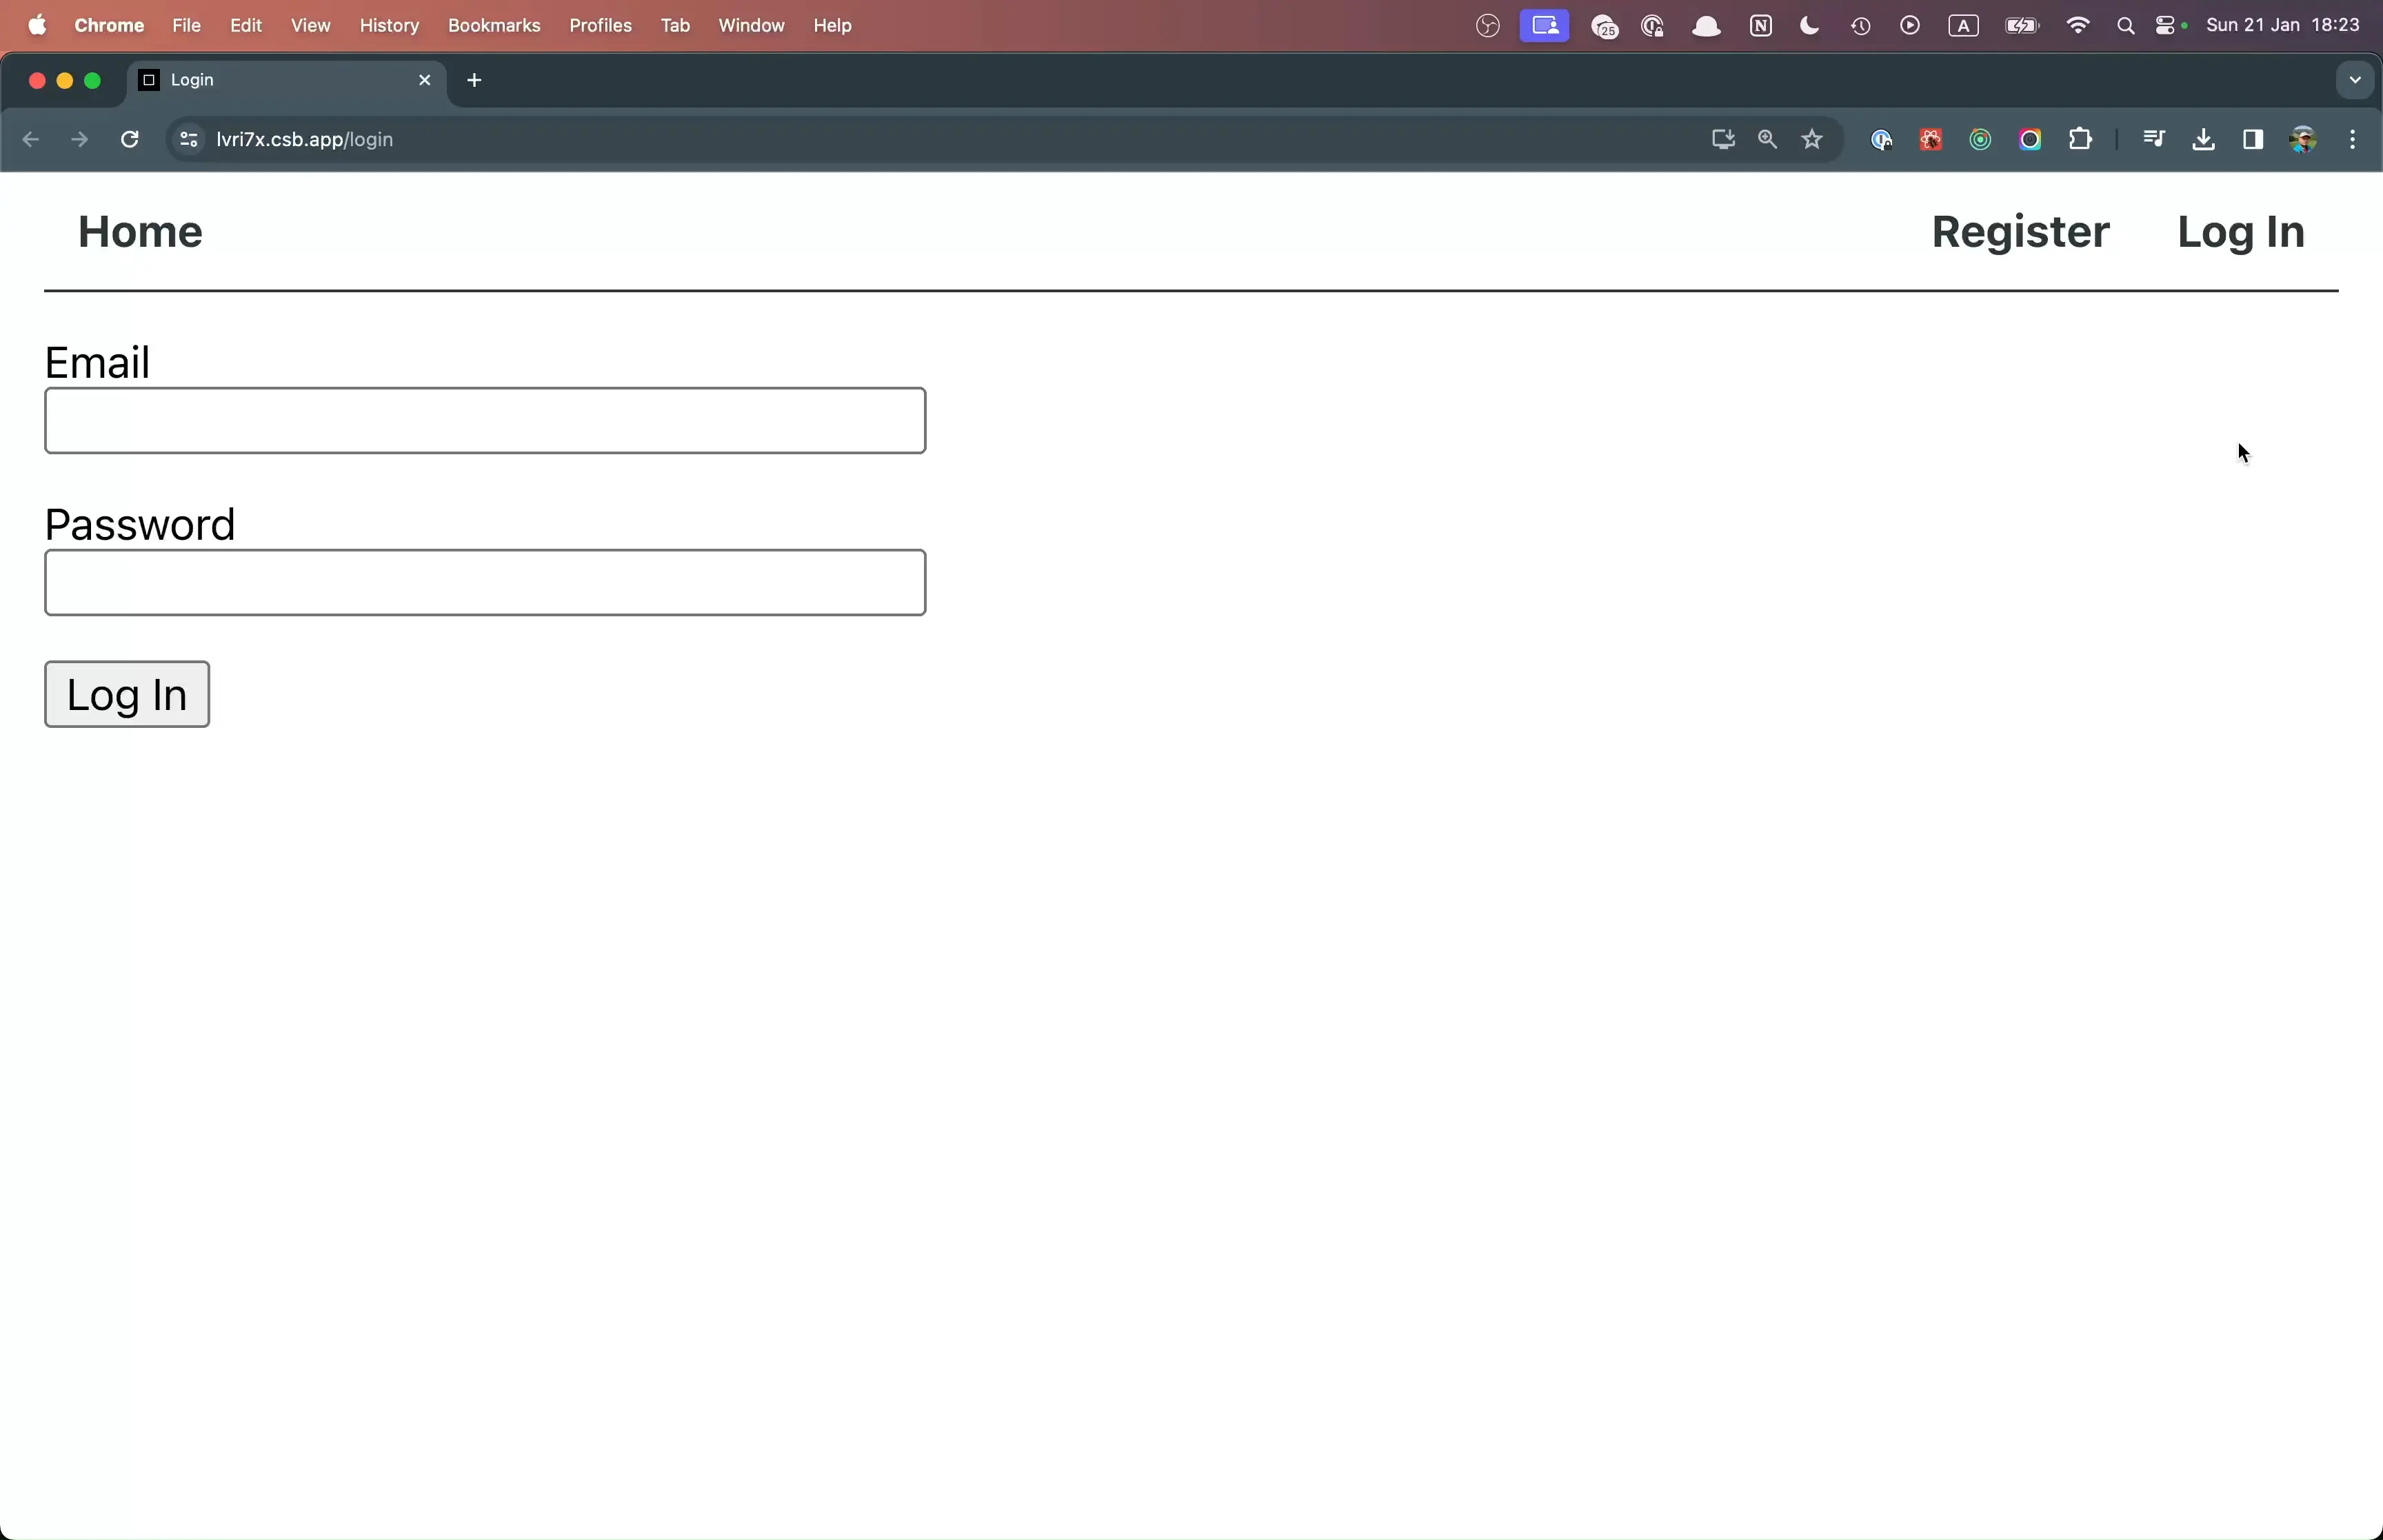 Chrome File Edit View History Bookmarks Profiles Tab Window Help 25 N A Sun 21 Jan 18:23
Login
lvri7x.csb.app/login
Home Register Log In
Email
Password
Log In